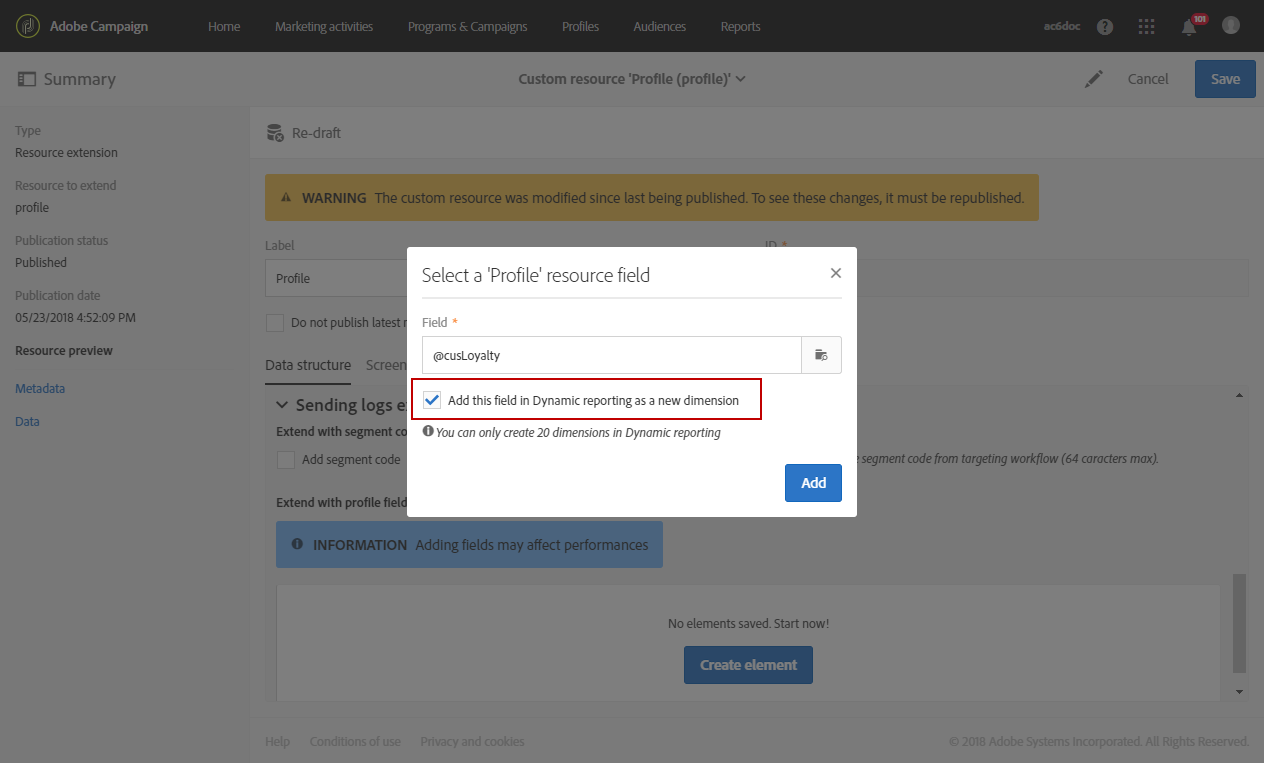 Adobe Campaign Home Marketing activities Programs & Campaigns Profiles Audiences Reports ac6doc 101
Summary Custom resource 'Profile (profile)' Cancel Save
Type
Resource extension
Resource to extend
profile
Publication status
Published
Publication date
05/23/2018 4:52:09 PM
Resource preview
Metadata
Data
Re-draft
WARNING The custom resource was modified since last being published. To see these changes, it must be republished.
Label ID *
Profile
Do not publish latest
Data structure Screen
Sending logs
Extend with segment
Add segment code segment code from targeting workflow (64 caracters max).
Extend with profile field
INFORMATION Adding fields may affect performances
No elements saved. Start now!
Create element
Select a 'Profile' resource field
Field *
@cusLoyalty
Add this field in Dynamic reporting as a new dimension
You can only create 20 dimensions in Dynamic reporting
Add
Help Conditions of use Privacy and cookies © 2018 Adobe Systems Incorporated. All Rights Reserved.